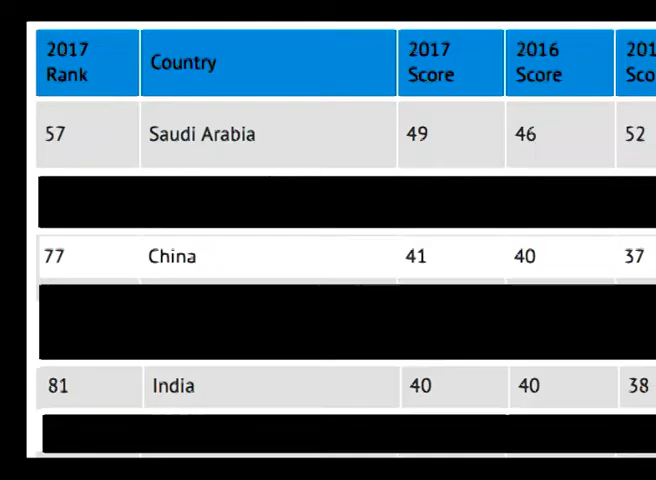 2017 Rank Country 2017 Score 2016 Score 201 Sco
57 Saudi Arabia 49 46 52
77 China 41 40 37
81 India 40 40 38